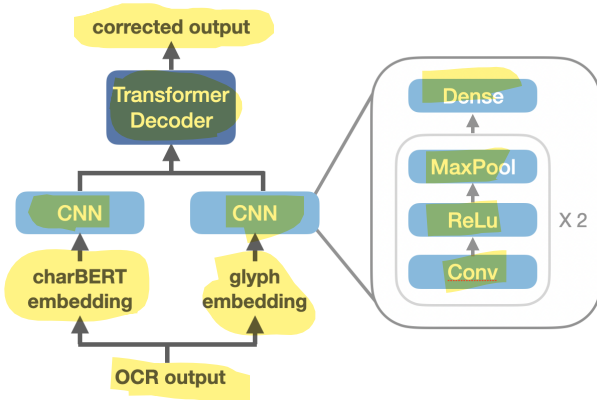 corrected output
Transformer
Decoder
CNN
CNN
charBERT
embedding
glyph
embedding
OCR output
Dense
MaxPool
ReLu
Conv
X 2